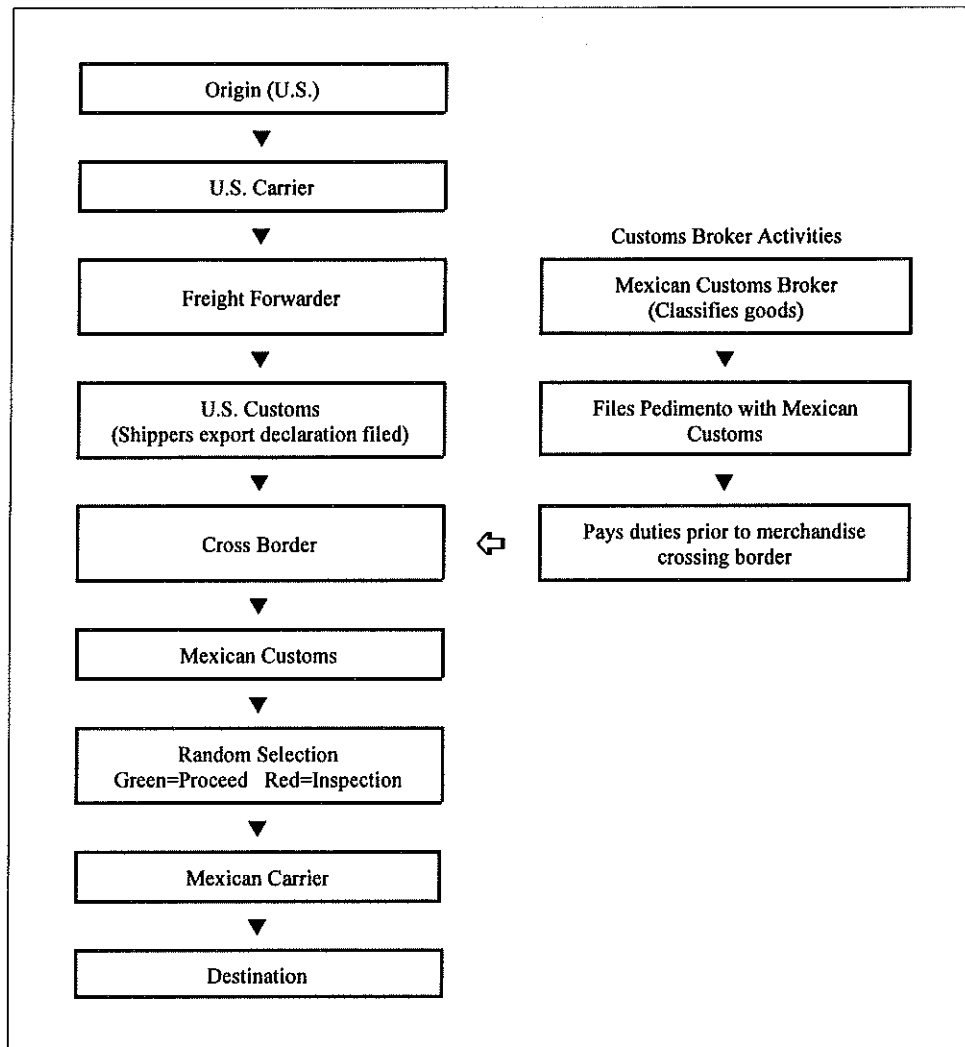 Origin (U.S.)
U.S. Carrier
Freight Forwarder
U.S. Customs
(Shippers export declaration filed)
Cross Border
Mexican Customs
Random Selection
Green=Proceed Red=Inspection
Mexican Carrier
Destination
Customs Broker Activities
Mexican Customs Broker
(Classifies goods)
Files Pedimento with Mexican
Customs
Pays duties prior to merchandise
crossing border